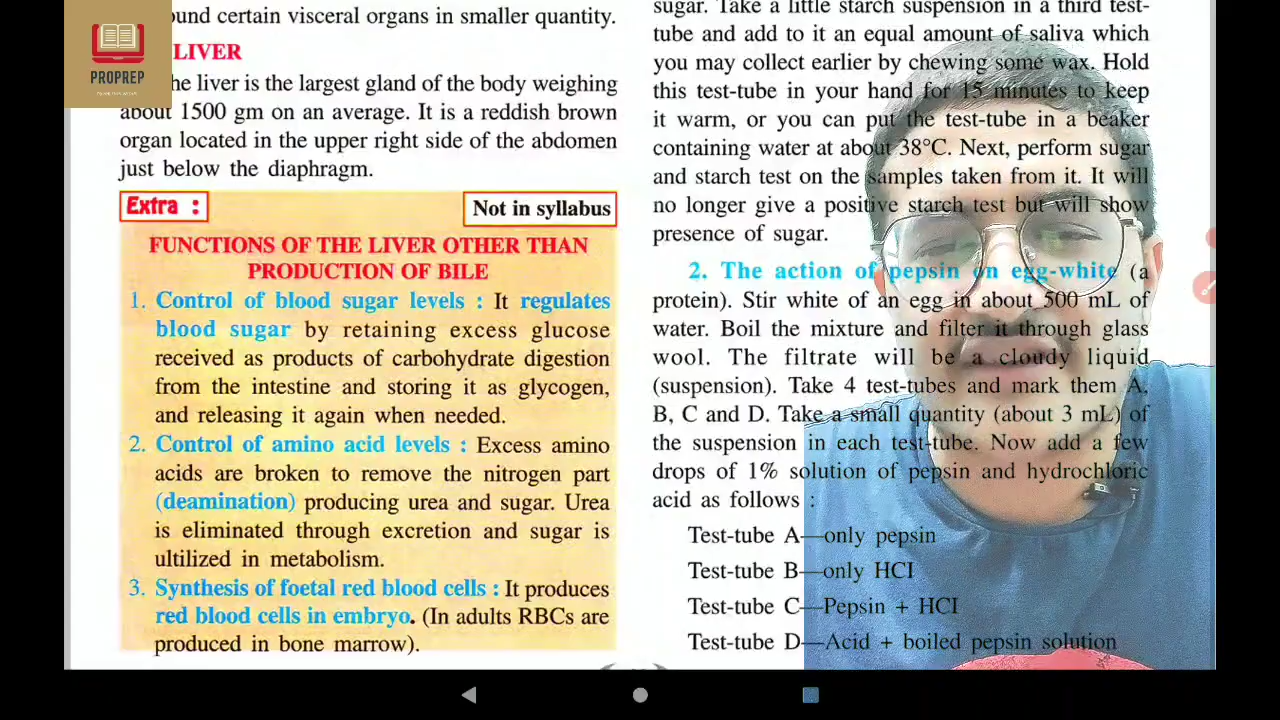 PROPREP
ound certain visceral organs in smaller quantity.
LIVER
he liver is the largest gland of the body weighing
about 1500 gm on an average. It is a reddish brown
organ located in the upper right side of the abdomen
just below the diaphragm.
Extra :
Not in syllabus
FUNCTIONS OF THE LIVER OTHER THAN
PRODUCTION OF BILE
1. Control of blood sugar levels : It regulates
blood sugar by retaining excess glucose
received as products of carbohydrate digestion
from the intestine and storing it as glycogen,
and releasing it again when needed.
2. Control of amino acid levels : Excess amino
acids are broken to remove the nitrogen part
(deamination) producing urea and sugar. Urea
is eliminated through excretion and sugar is
ultilized in metabolism.
3. Synthesis of foetal red blood cells : It produces
red blood cells in embryo. (In adults RBCs are
produced in bone marrow).
sugar. Take a little starch suspension in a third test-
tube and add to it an equal amount of saliva which
you may collect earlier by chewing some wax. Hold
this test-tube in your hand for 15 minutes to keep
it warm, or you can put the test-tube in a beaker
containing water at about 38°C. Next, perform sugar
and starch test on the samples taken from it. It will
no longer give a positive starch test but will show
presence of sugar.
2. The action of pepsin on egg-white (a
protein). Stir white of an egg in about 500 mL of
water. Boil the mixture and filter it through glass
wool. The filtrate will be a cloudy liquid
(suspension). Take 4 test-tubes and mark them A,
B, C and D. Take a small quantity (about 3 mL) of
the suspension in each test-tube. Now add a few
drops of 1% solution of pepsin and hydrochloric
acid as follows :
Test-tube A—only pepsin
Test-tube B—only HCl
Test-tube C—Pepsin + HCl
Test-tube D—Acid + boiled pepsin solution